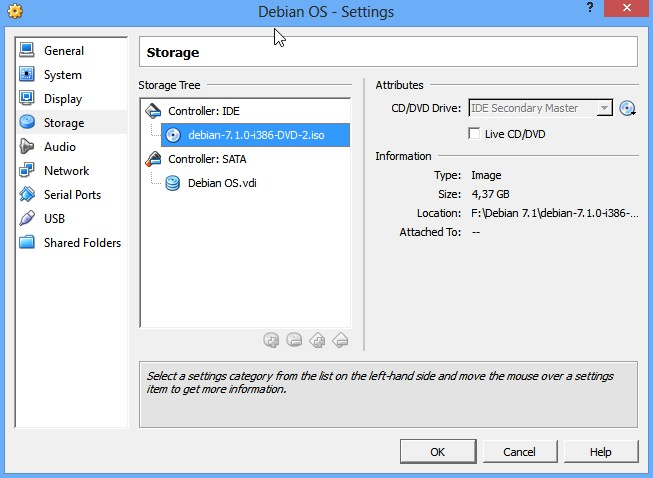 Debian OS - Settings
?
General
System
Display
Storage
Audio
Network
Serial Ports
USB
Shared Folders
Storage
Storage Tree
Controller: IDE
debian-7.1.0-i386-DVD-2.iso
Controller: SATA
Debian OS.vdi
Attributes
CD/DVD Drive: IDE Secondary Master
Live CD/DVD
Information
Type: Image
Size: 4,37 GB
Location: F:\Debian 7.1\debian-7.1.0-i386-...
Attached To: --
Select a settings category from the list on the left-hand side and move the mouse over a settings
item to get more information.
OK Cancel Help